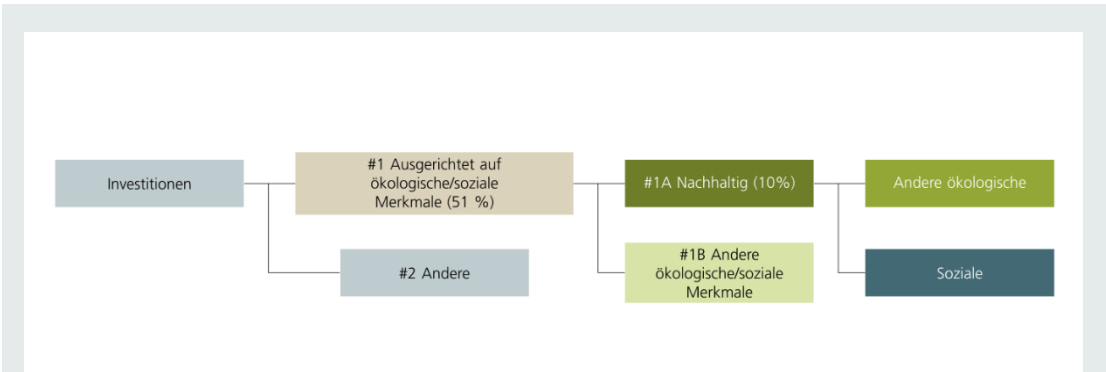 Investitionen
#1 Ausgerichtet auf
ökologische/soziale
Merkmale (51 %)
#1A Nachhaltig (10%)
Andere ökologische
#2 Andere
#1B Andere
ökologische/soziale
Merkmale
Soziale